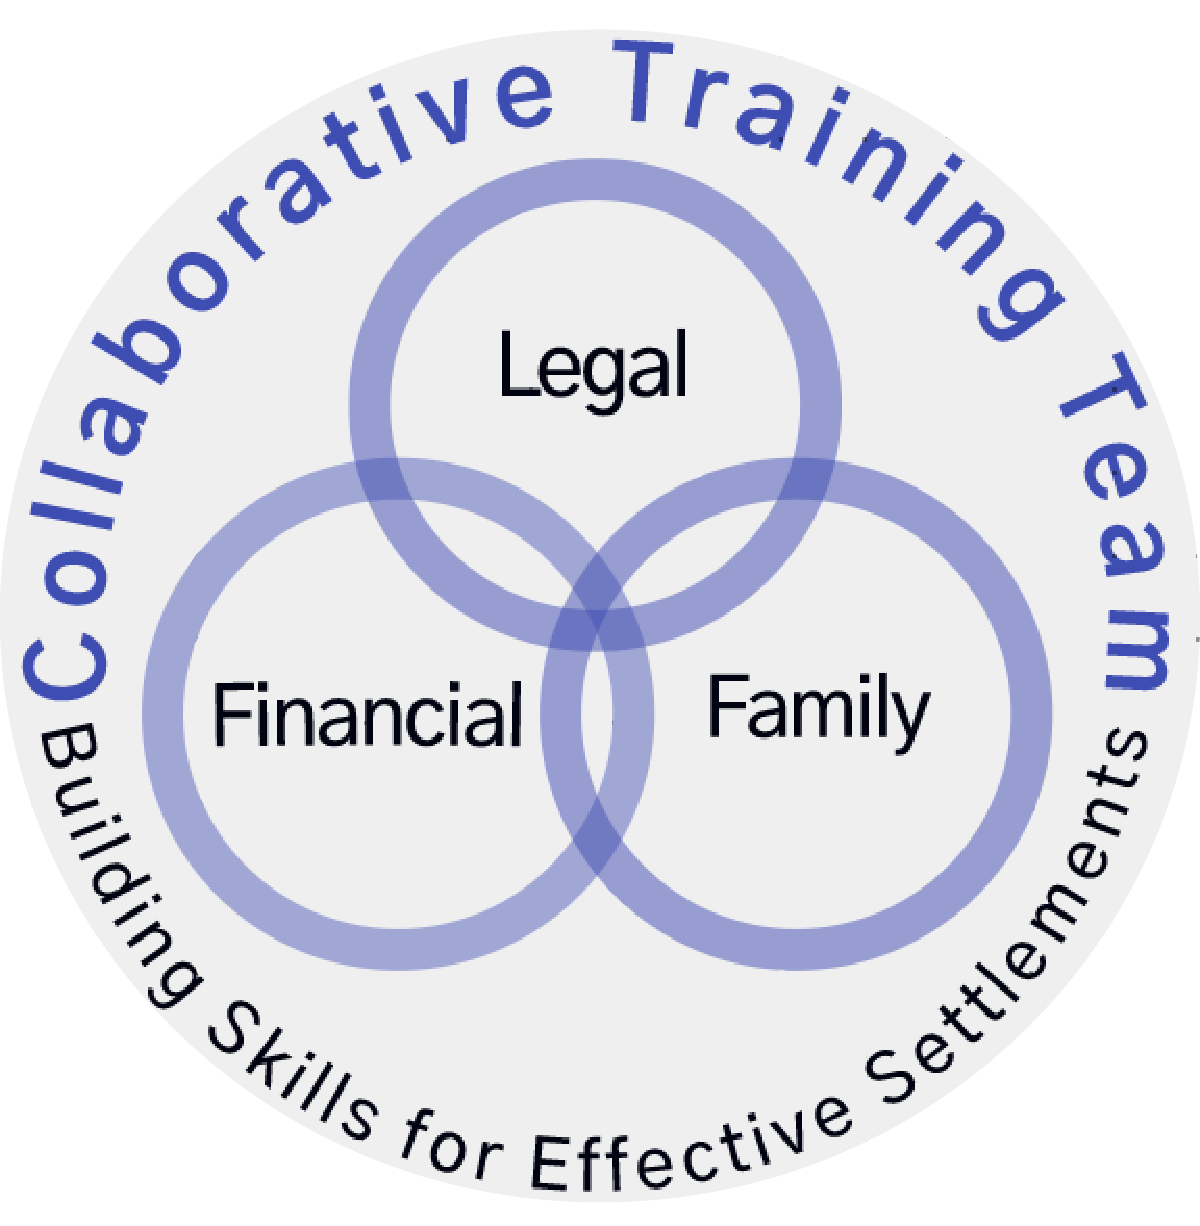 Collaborative Training Team
Legal
Financial
Family
Building Skills for Effective Settlements